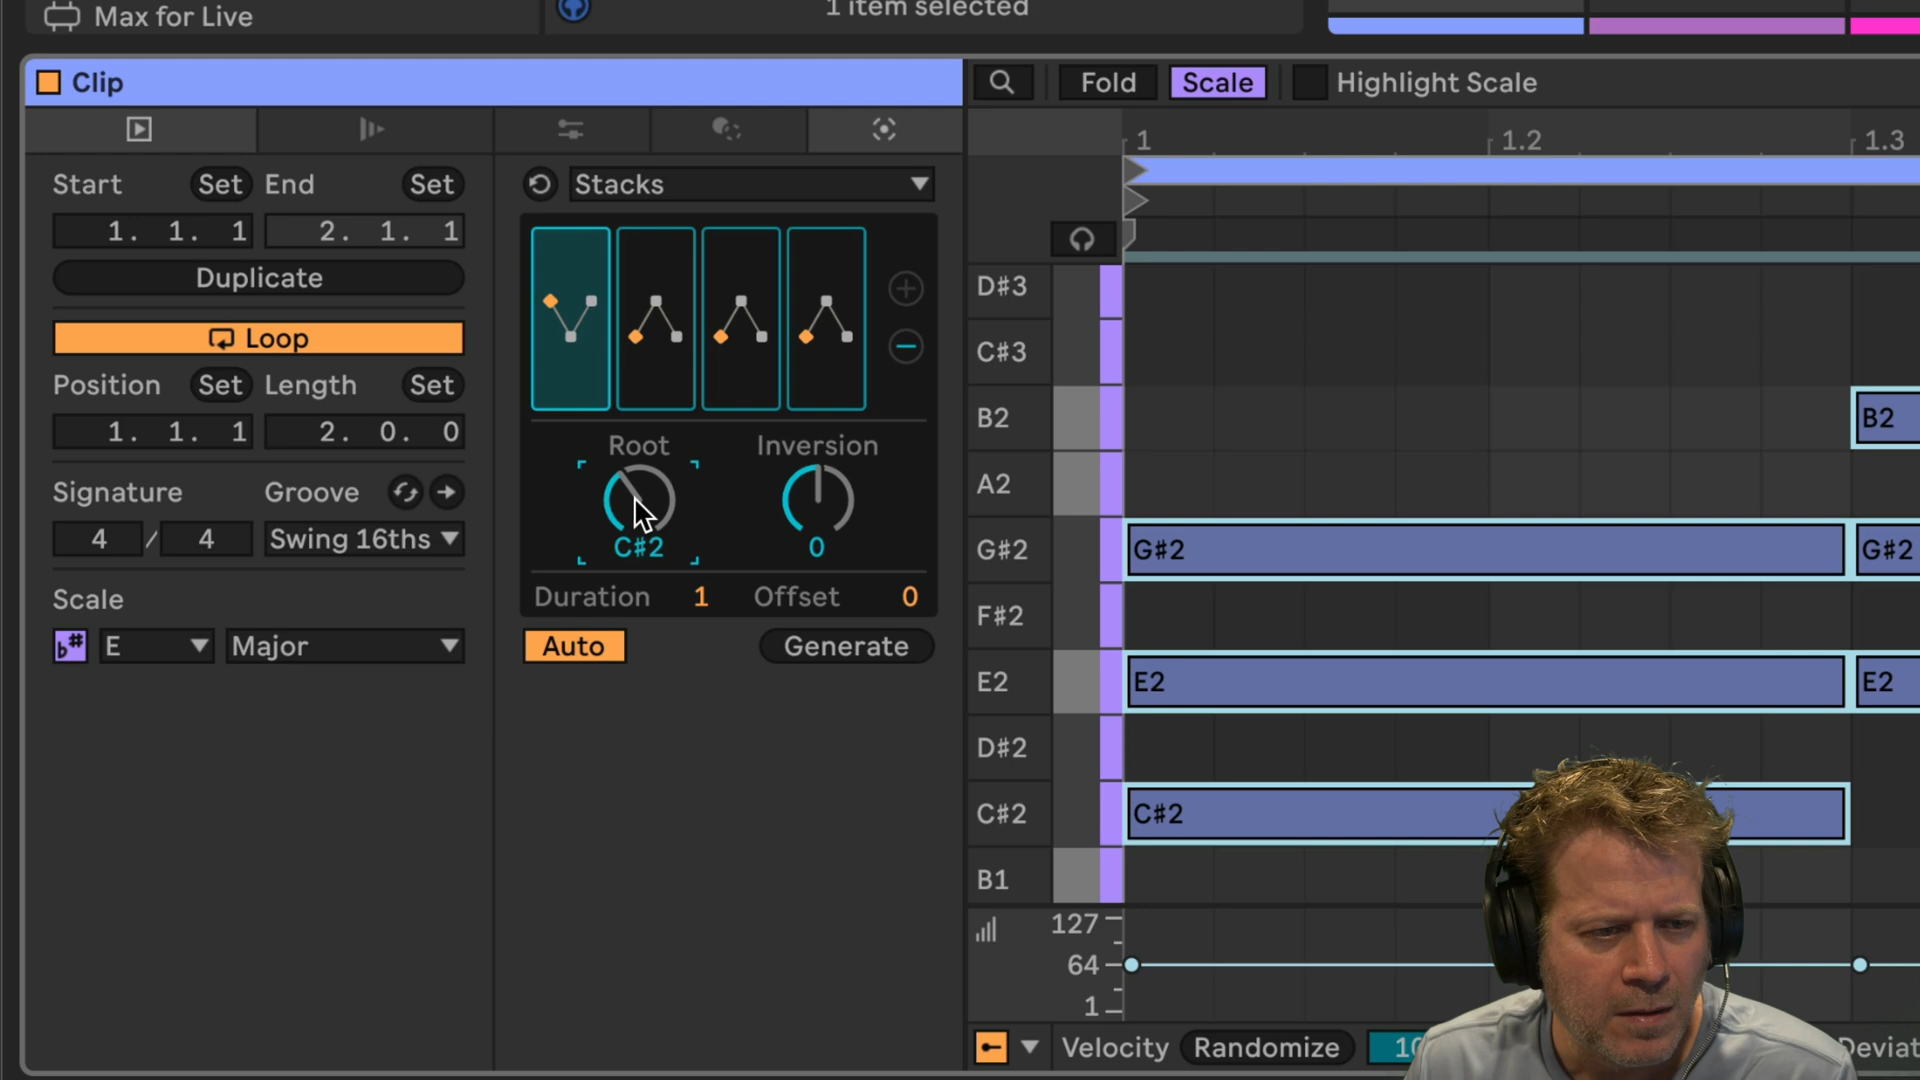 Max for Live
1 item selected
Clip
Fold
Scale
Highlight Scale
1
1.2
1.3
Start
Set
End
Set
Stacks
1. 1. 1
2. 1. 1
Duplicate
Loop
Position
Set
Length
Set
1. 1. 1
2. 0. 0
Root
Inversion
C#2
0
Signature
Groove
4 / 4
Swing 16ths
Duration 1
Offset 0
Scale
♭# E
Major
Auto
Generate
D#3
C#3
B2
B2
A2
G#2
G#2
G#2
F#2
E2
E2
E2
D#2
C#2
C#2
B1
127
64
1
Velocity
Randomize